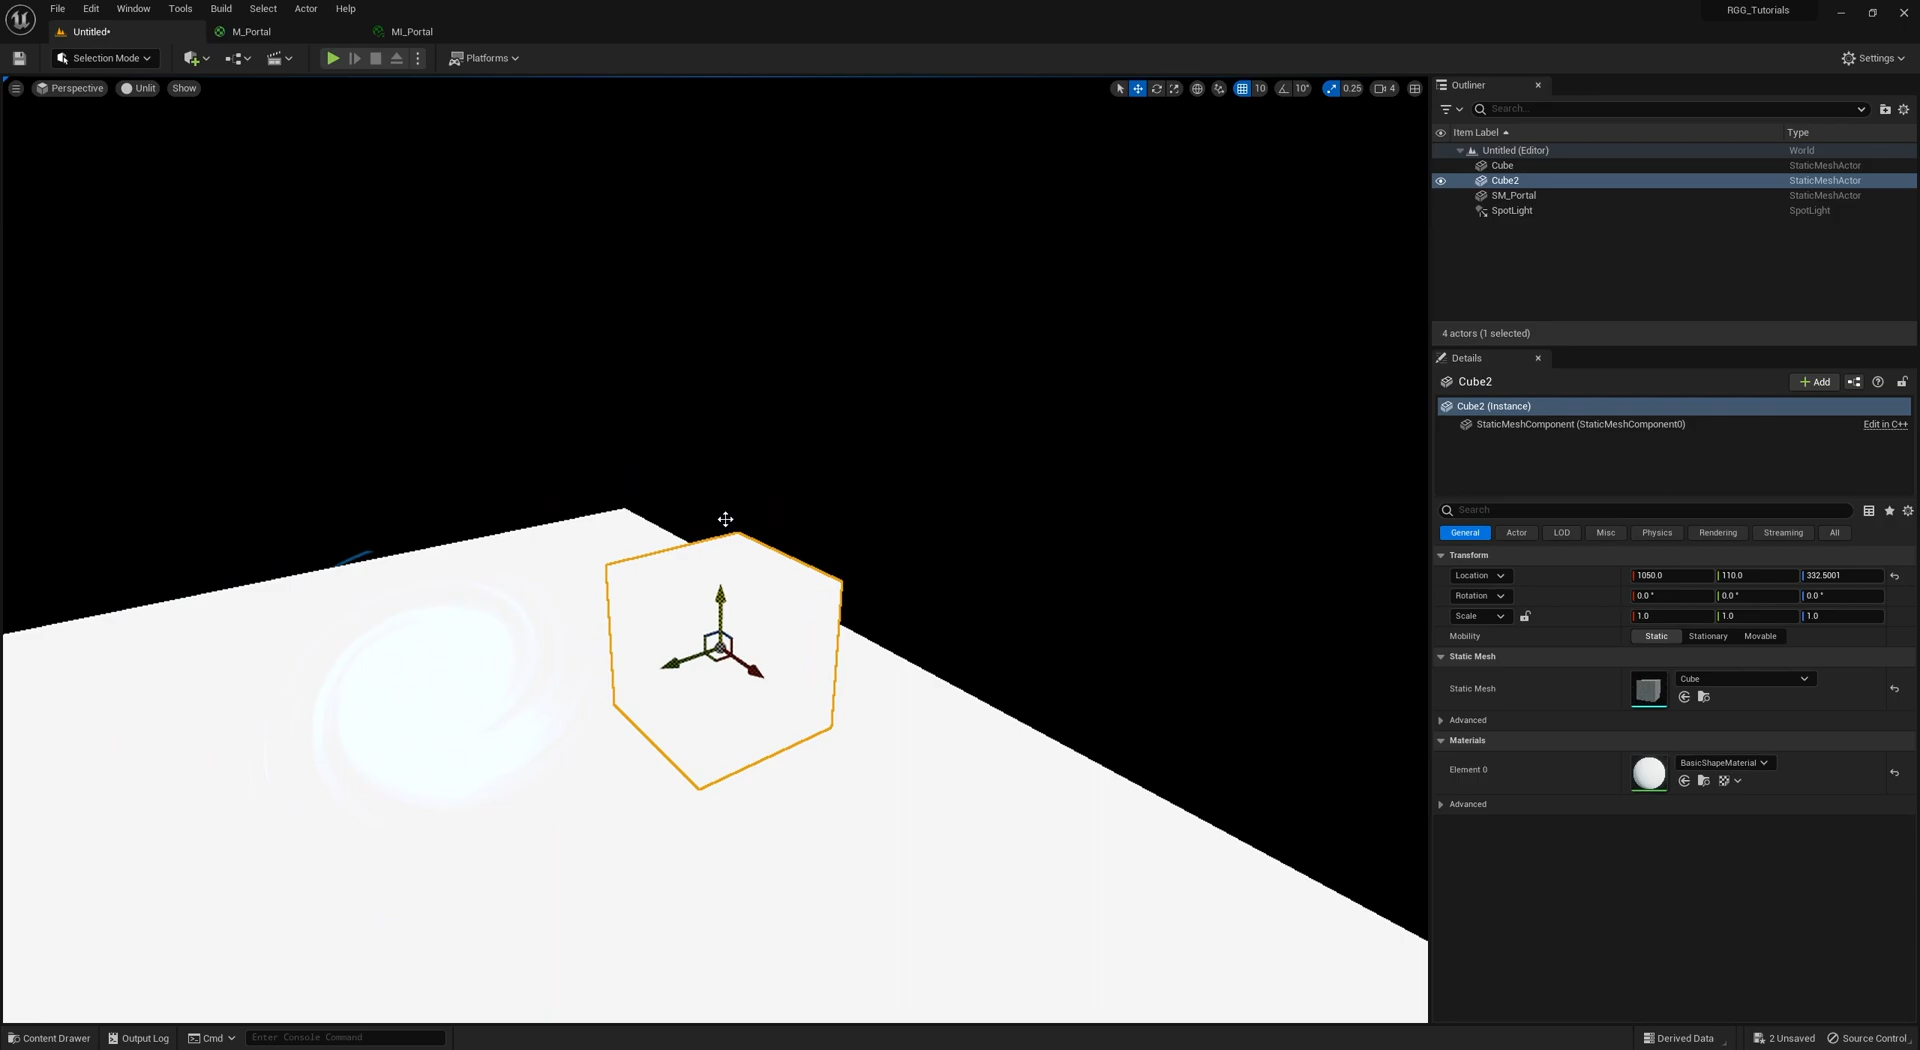 File Edit Window Tools Build Select Actor Help
RGG_Tutorials
Untitled* M_Portal MI_Portal
Selection Mode Platforms Settings
Perspective Unlit Show 10 10° 0.25 4
Outliner
Search...
Item Label Type
Untitled (Editor) World
Cube StaticMeshActor
Cube2 StaticMeshActor
SM_Portal StaticMeshActor
SpotLight SpotLight
4 actors (1 selected)
Details
Cube2 Add
Cube2 (Instance)
StaticMeshComponent (StaticMeshComponent0) Edit in C++
Search
General Actor LOD Misc Physics Rendering Streaming All
Transform
Location 1050.0 110.0 332.5001
Rotation 0.0 ° 0.0 ° 0.0 °
Scale 1.0 1.0 1.0
Mobility Static Stationary Movable
Static Mesh
Static Mesh Cube
Advanced
Materials
Element 0 BasicShapeMaterial
Advanced
Content Drawer Output Log Cmd Enter Console Command Derived Data 2 Unsaved Source Control